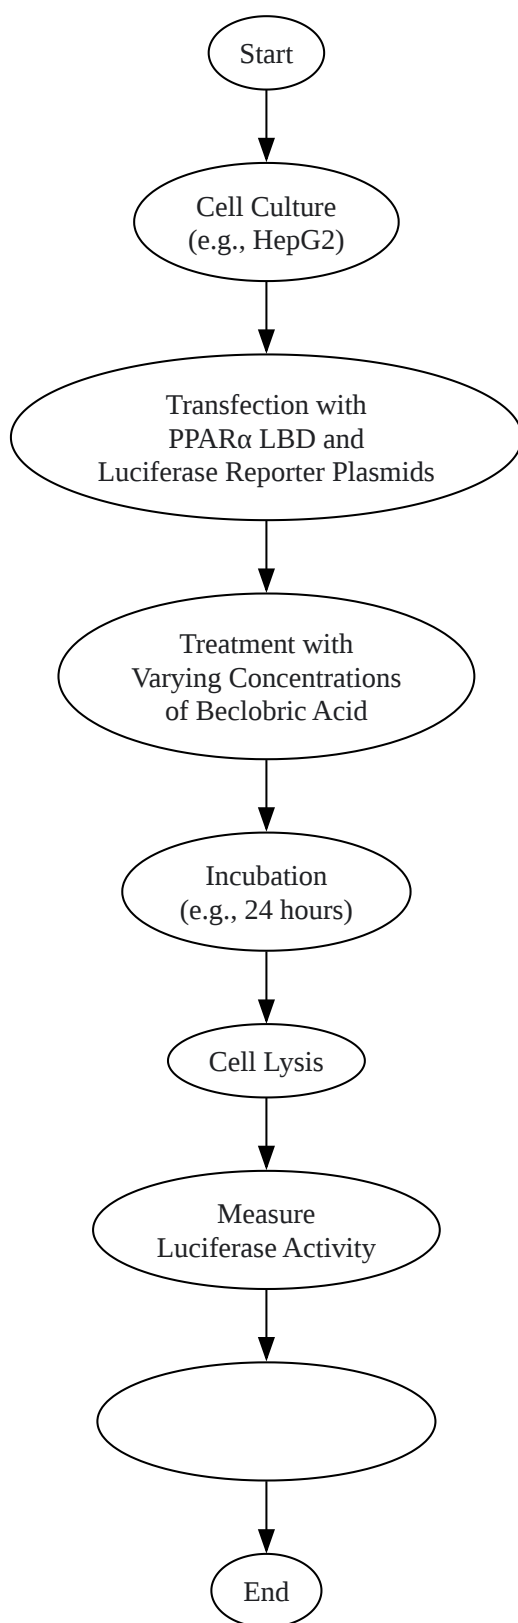 Start
Cell Culture
(e.g., HepG2)
Transfection with
PPARα LBD and
Luciferase Reporter Plasmids
Treatment with
Varying Concentrations
of Beclobric Acid
Incubation
(e.g., 24 hours)
Cell Lysis
Measure
Luciferase Activity
End